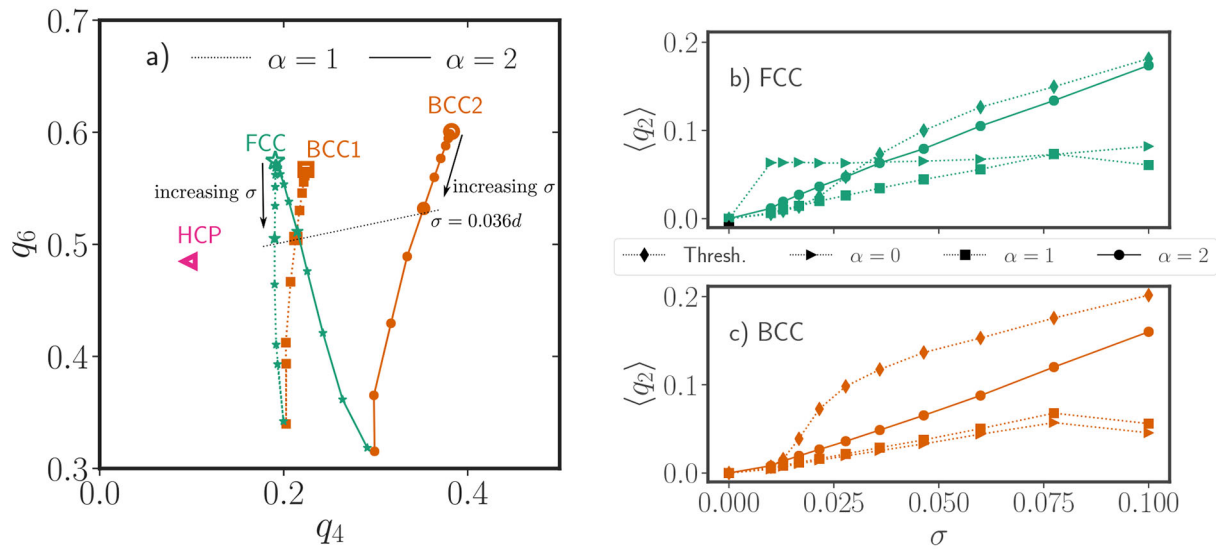 a) α = 1 α = 2
BCC2
FCC
BCC1
increasing σ
increasing σ
σ = 0.036d
HCP
0.7
0.6
0.5
0.4
0.3
q₆
0.0 0.2 0.4
q₄
b) FCC
0.2
0.1
0.0
⟨q₂⟩
Thresh. α = 0 α = 1 α = 2
c) BCC
0.2
0.1
0.0
⟨q₂⟩
0.000 0.025 0.050 0.075 0.100
σ